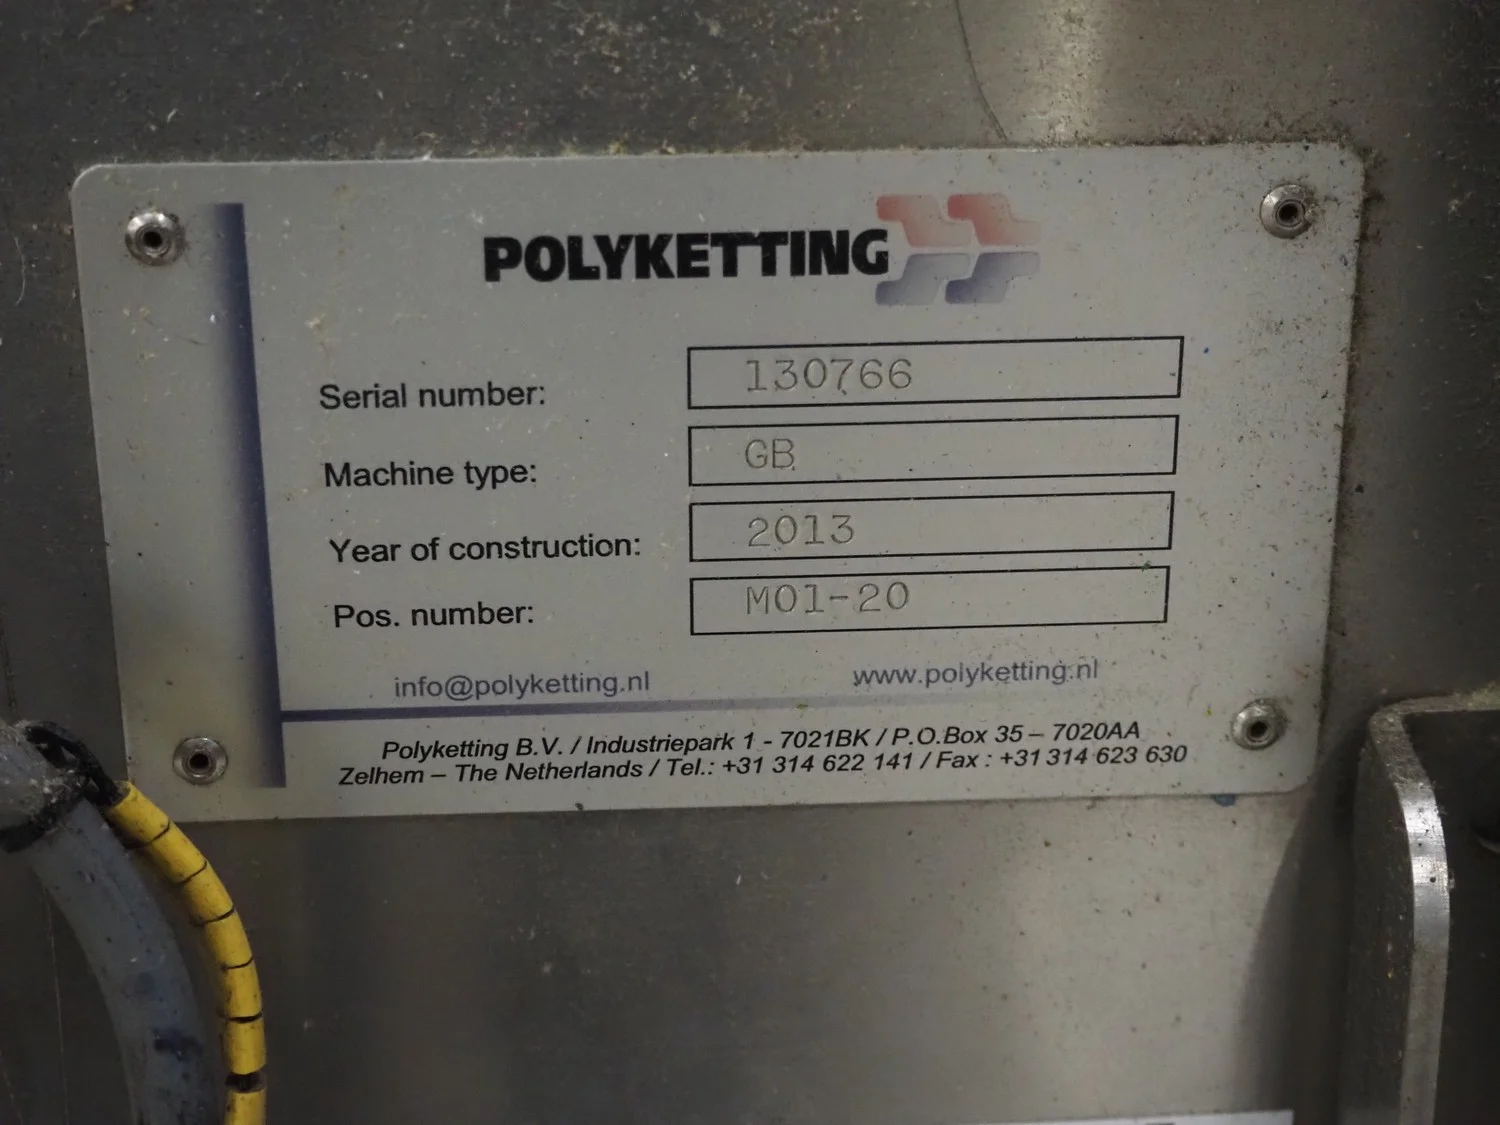 POLYKETTING
Serial number: 130766
Machine type: GB
Year of construction: 2013
Pos. number: M01-20
info@polyketting.nl www.polyketting.nl
Polyketting B.V. / Industriepark 1 - 7021BK / P.O.Box 35 – 7020AA
Zelhem – The Netherlands / Tel.: +31 314 622 141 / Fax : +31 314 623 630